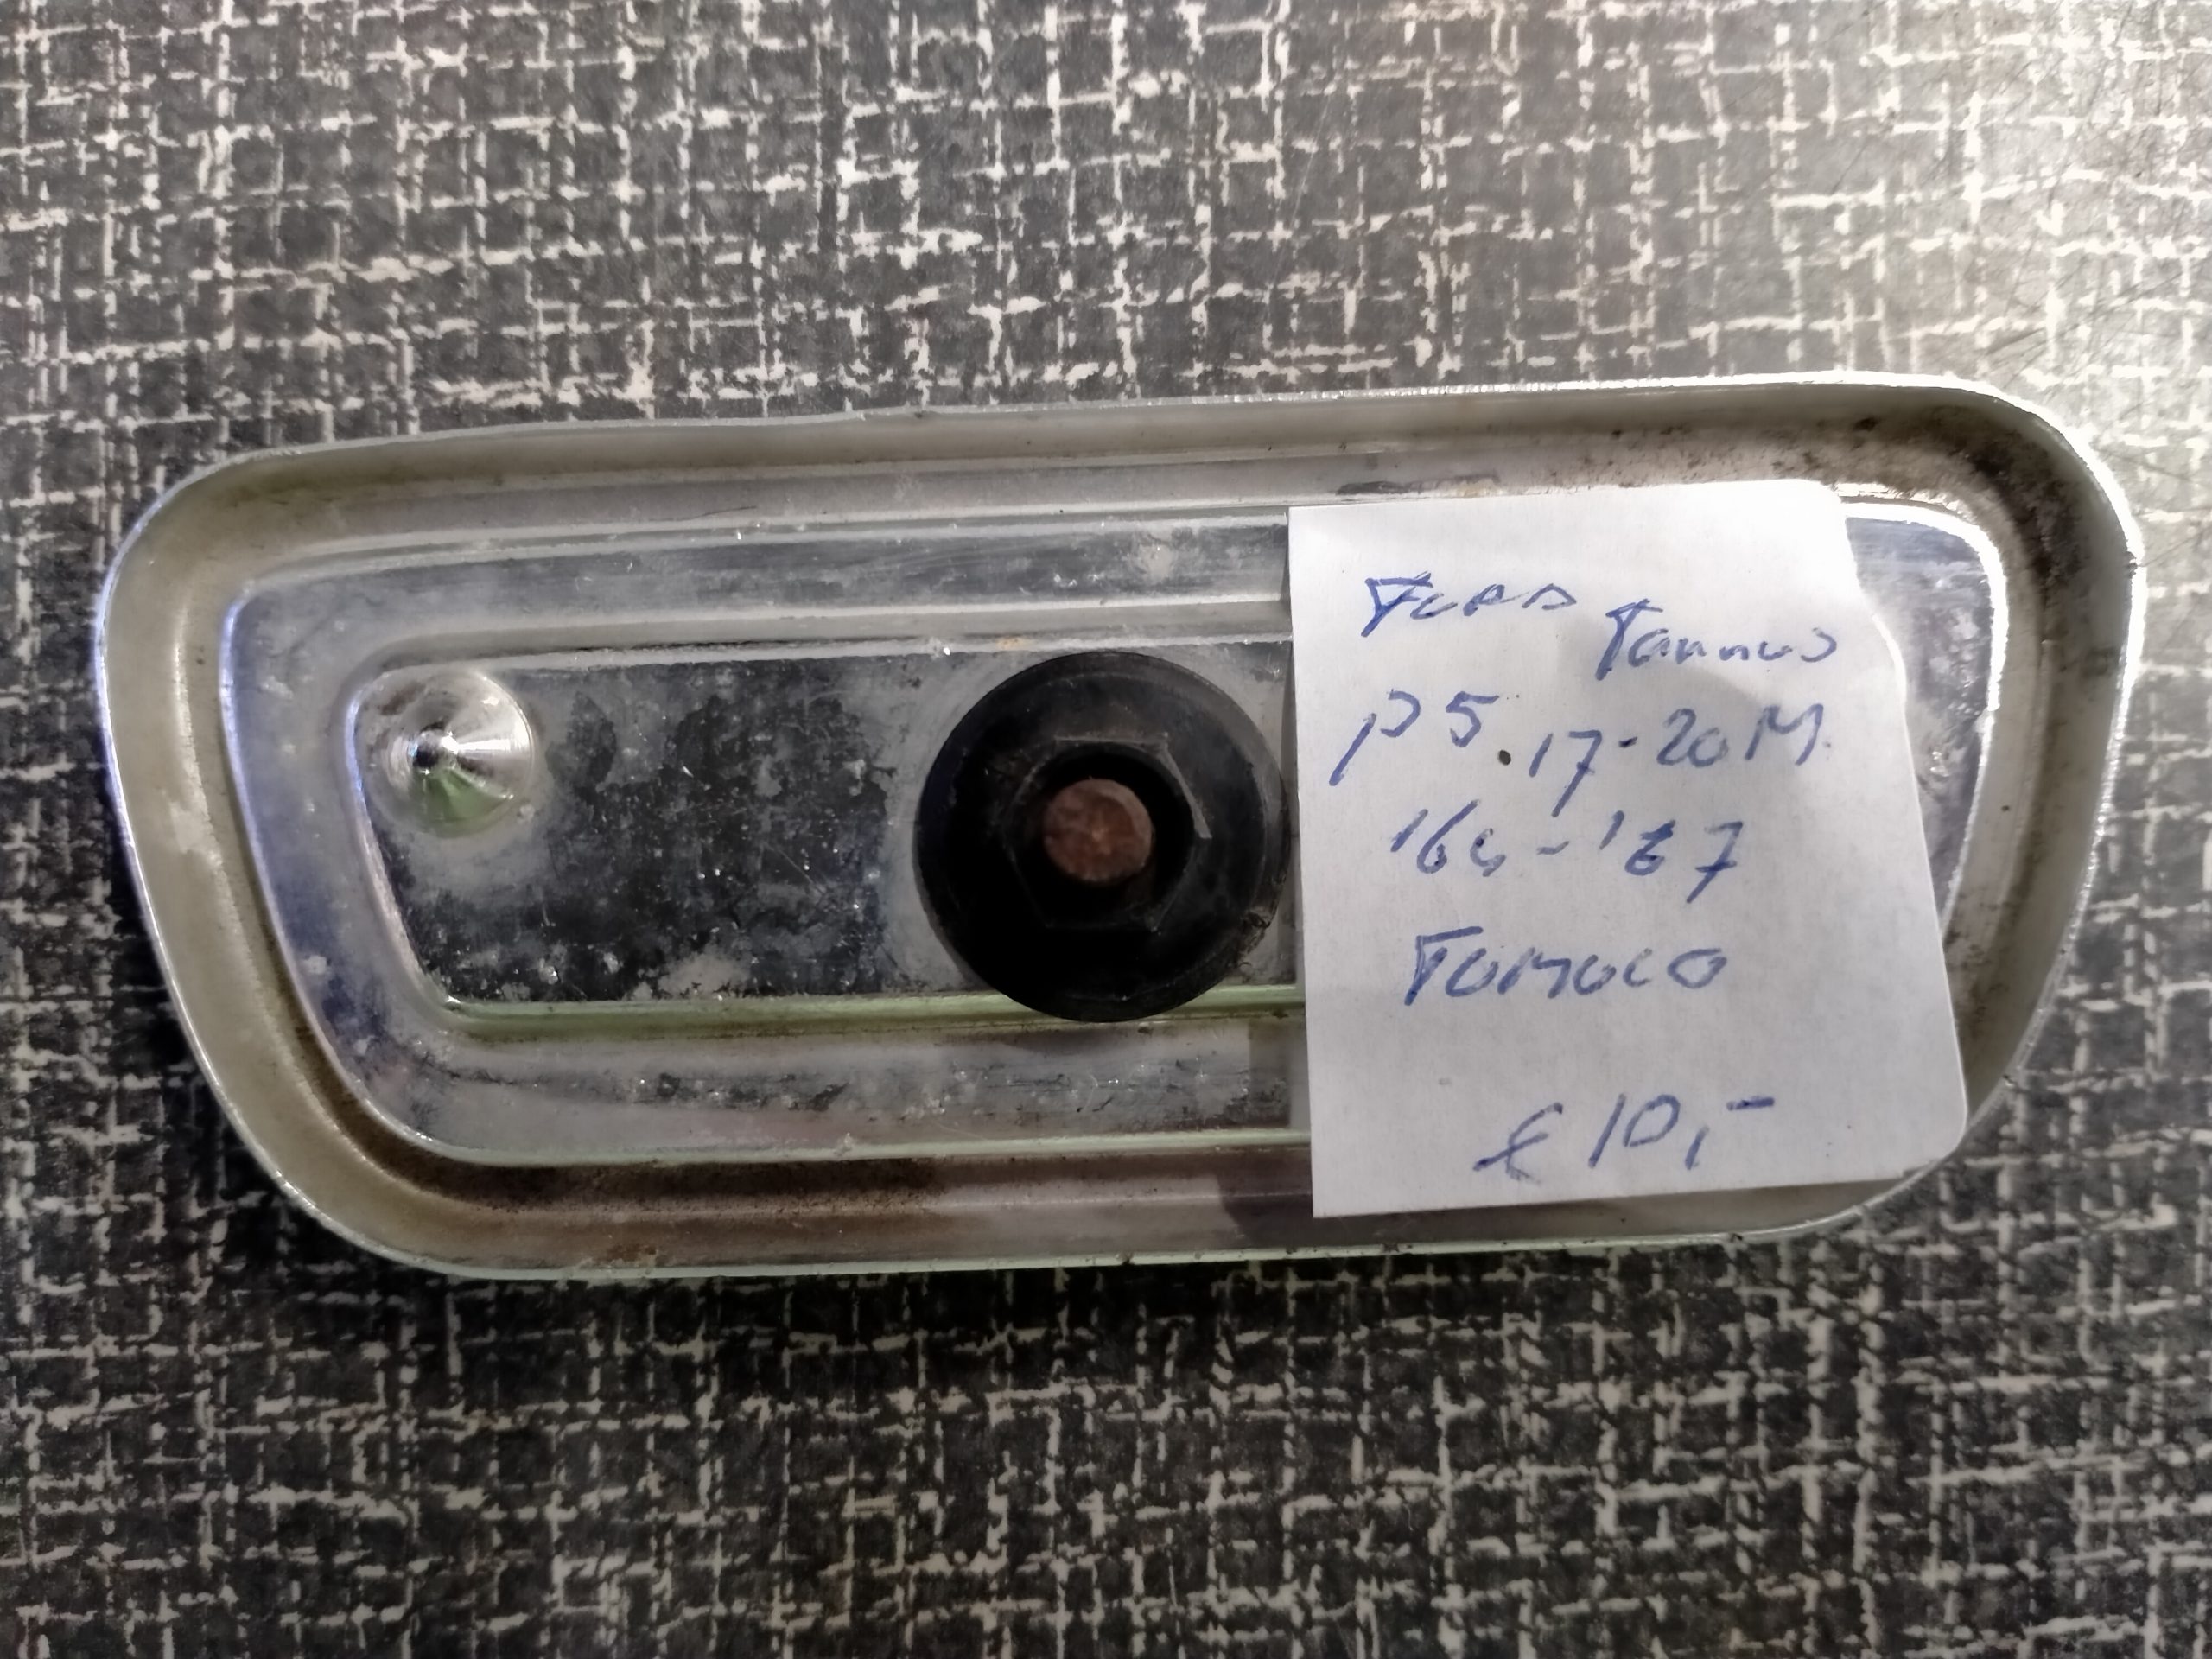 FORD
Taunus
P5.17-20M.
'64-'67
FOMOCO
€ 10,-